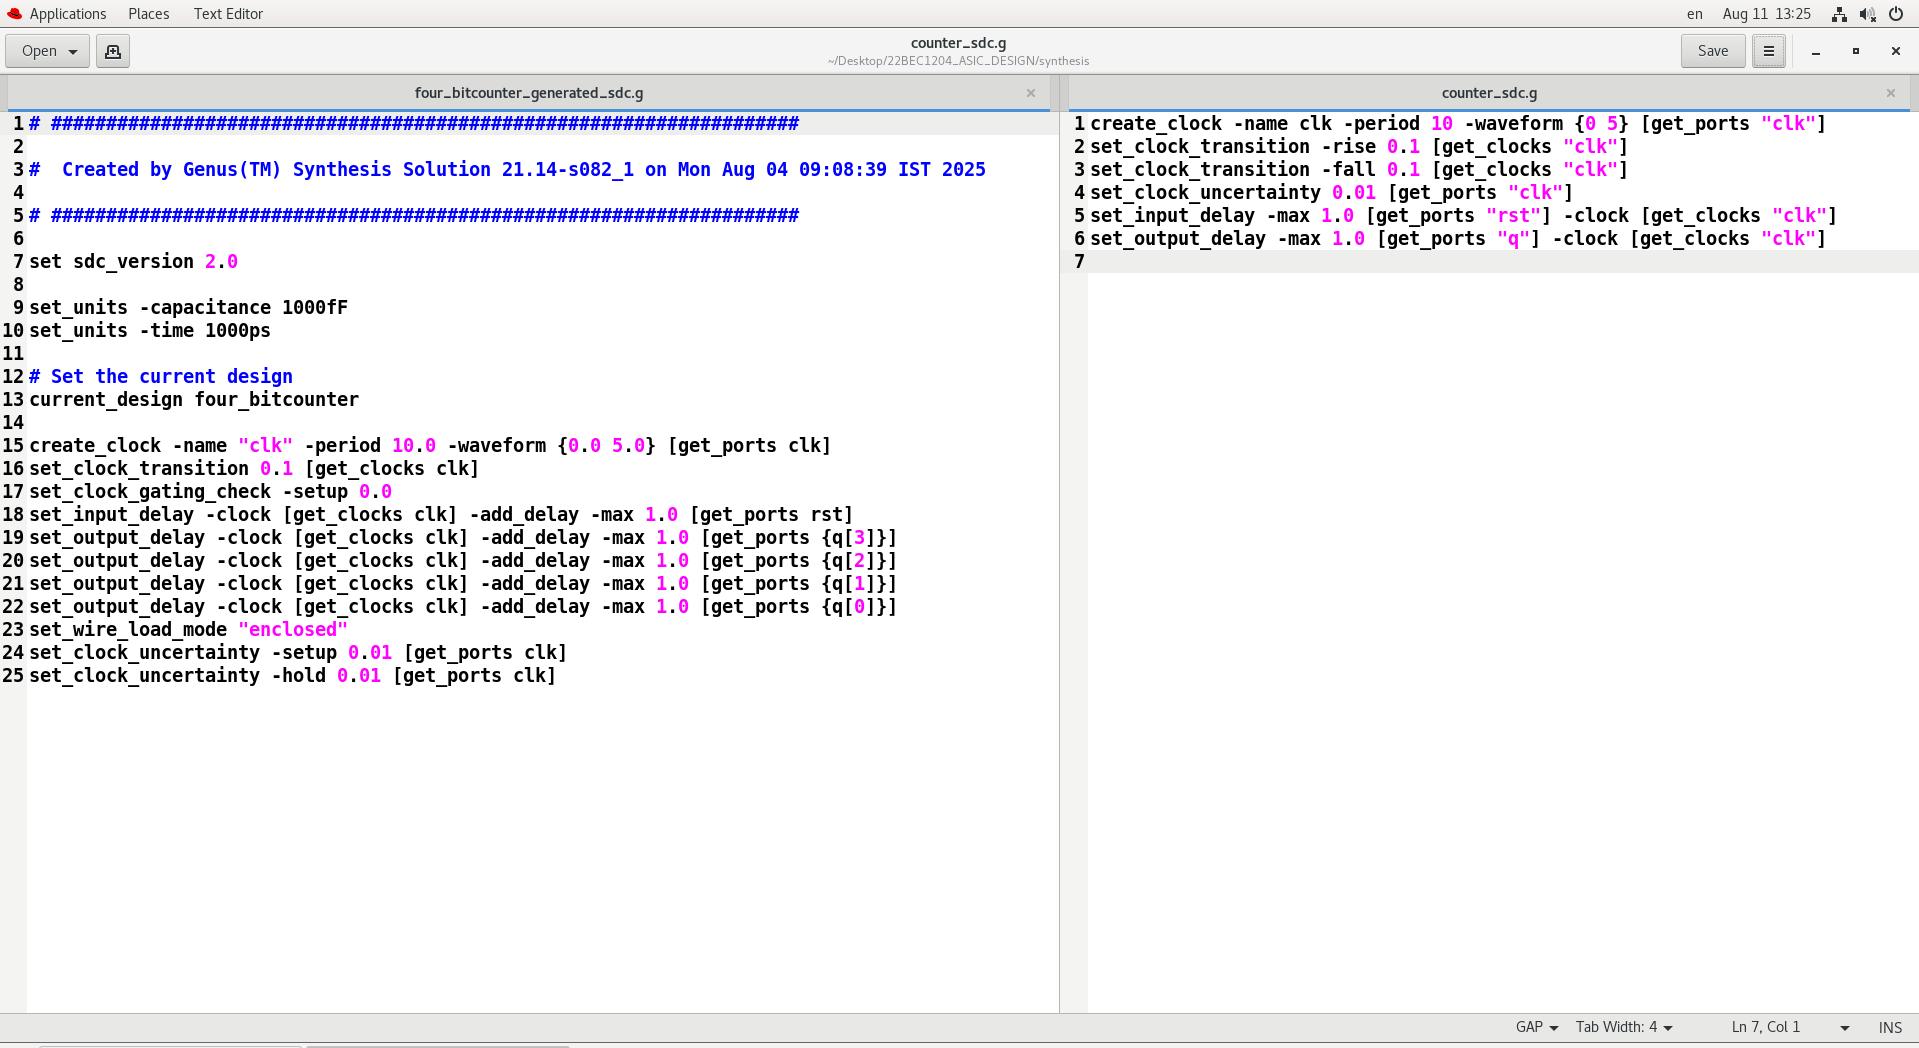 Applications Places Text Editor en Aug 11 13:25
Open counter_sdc.g Save
~/Desktop/22BEC1204_ASIC_DESIGN/synthesis
four_bitcounter_generated_sdc.g
1 # ####################################################################
2
3 #  Created by Genus(TM) Synthesis Solution 21.14-s082_1 on Mon Aug 04 09:08:39 IST 2025
4
5 # ####################################################################
6
7 set sdc_version 2.0
8
9 set_units -capacitance 1000fF
10 set_units -time 1000ps
11
12 # Set the current design
13 current_design four_bitcounter
14
15 create_clock -name "clk" -period 10.0 -waveform {0.0 5.0} [get_ports clk]
16 set_clock_transition 0.1 [get_clocks clk]
17 set_clock_gating_check -setup 0.0
18 set_input_delay -clock [get_clocks clk] -add_delay -max 1.0 [get_ports rst]
19 set_output_delay -clock [get_clocks clk] -add_delay -max 1.0 [get_ports {q[3]}]
20 set_output_delay -clock [get_clocks clk] -add_delay -max 1.0 [get_ports {q[2]}]
21 set_output_delay -clock [get_clocks clk] -add_delay -max 1.0 [get_ports {q[1]}]
22 set_output_delay -clock [get_clocks clk] -add_delay -max 1.0 [get_ports {q[0]}]
23 set_wire_load_mode "enclosed"
24 set_clock_uncertainty -setup 0.01 [get_ports clk]
25 set_clock_uncertainty -hold 0.01 [get_ports clk]
counter_sdc.g
1 create_clock -name clk -period 10 -waveform {0 5} [get_ports "clk"]
2 set_clock_transition -rise 0.1 [get_clocks "clk"]
3 set_clock_transition -fall 0.1 [get_clocks "clk"]
4 set_clock_uncertainty 0.01 [get_ports "clk"]
5 set_input_delay -max 1.0 [get_ports "rst"] -clock [get_clocks "clk"]
6 set_output_delay -max 1.0 [get_ports "q"] -clock [get_clocks "clk"]
7
GAP Tab Width: 4 Ln 7, Col 1 INS